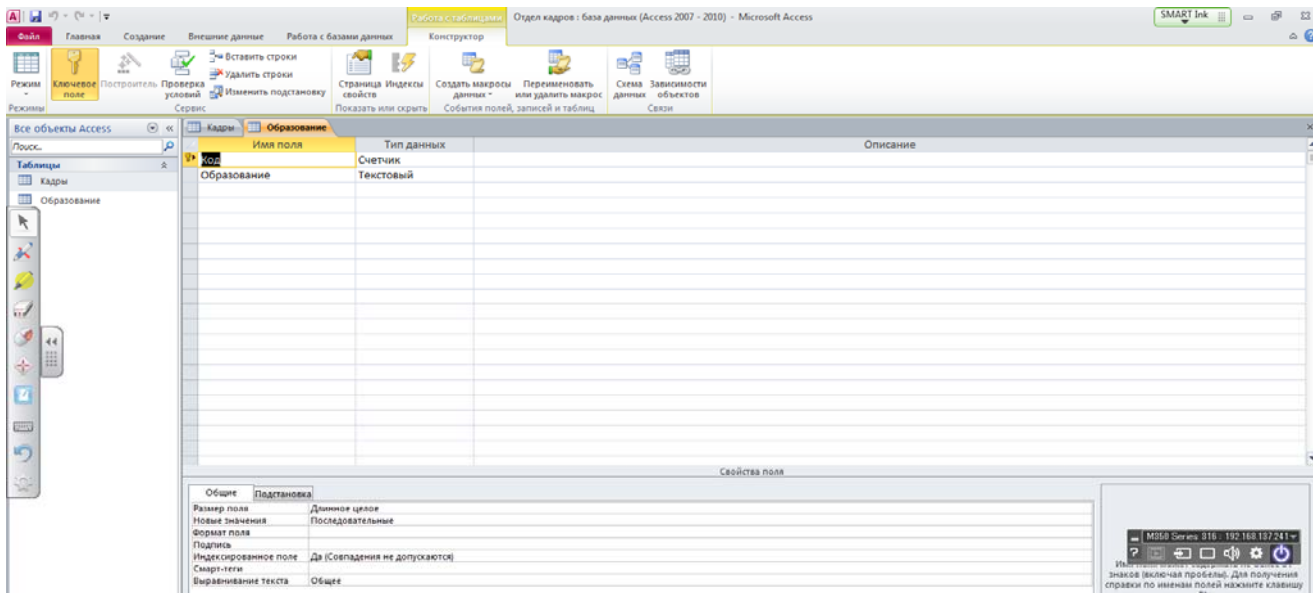 Работа с таблицами
Отдел кадров : база данных (Access 2007 - 2010) - Microsoft Access
SMART Ink
Файл Главная Создание Внешние данные Работа с базами данных Конструктор
Режим Ключевое поле Построитель Проверка условий
Вставить строки
Удалить строки
Изменить подстановку
Страница свойств Индексы Создать макросы данных Переименовать или удалить макрос Схема данных Зависимости объектов
Режимы Сервис Показать или скрыть События полей, записей и таблиц Связи
Все объекты Access
Кадры Образование
Поиск...
Имя поля Тип данных Описание
Таблицы
Код Счетчик
Кадры
Образование Текстовый
Образование
Свойства поля
Общие Подстановка
Размер поля Длинное целое
Новые значения Последовательные
Формат поля
Подпись
Индексированное поле Да (Совпадения не допускаются)
Смарт-теги
Выравнивание текста Общее
M350 Series 316 : 192.168.137.241
знаков (включая пробелы). Для получения
справки по именам полей нажмите клавишу